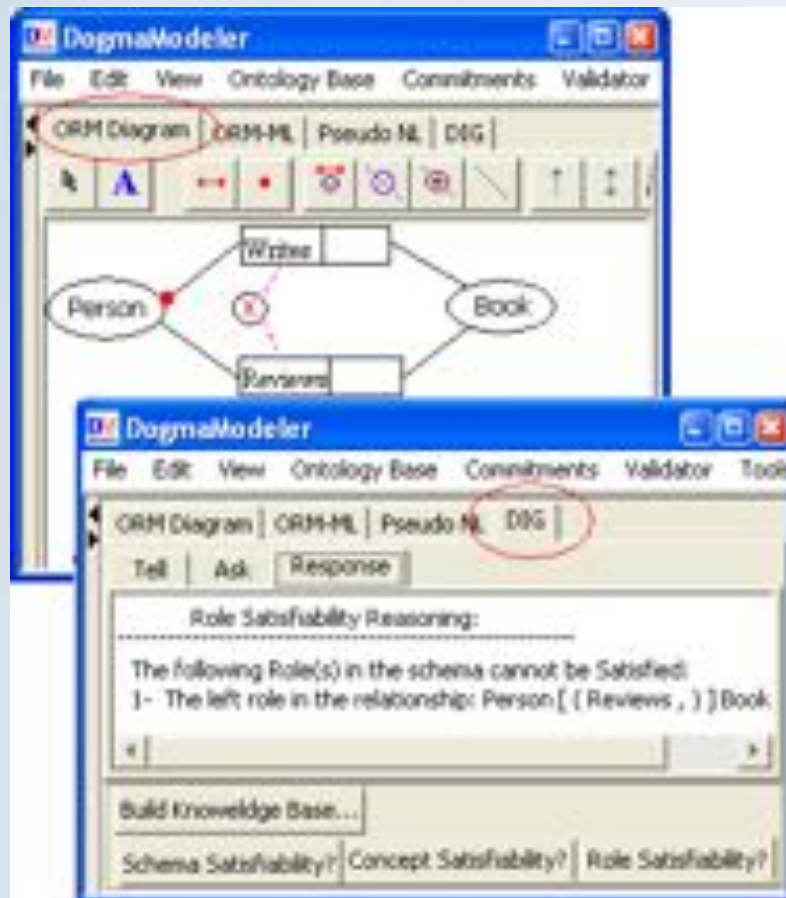 DogmaModeler
File Edit View Ontology Base Commitments Validator
ORM Diagram ORM-ML Pseudo NL DIG
A
Writes
Person
X
Book
Reviews
DogmaModeler
File Edit View Ontology Base Commitments Validator Tools
ORM Diagram ORM-ML Pseudo NL DIG
Tell Ask Response
Role Satisfiability Reasoning:
The following Role(s) in the schema cannot be Satisfied:
1- The left role in the relationship: Person [ ( Reviews , ) ] Book
Build Knoweldge Base...
Schema Satisfiability? Concept Satisfiability? Role Satisfiability?